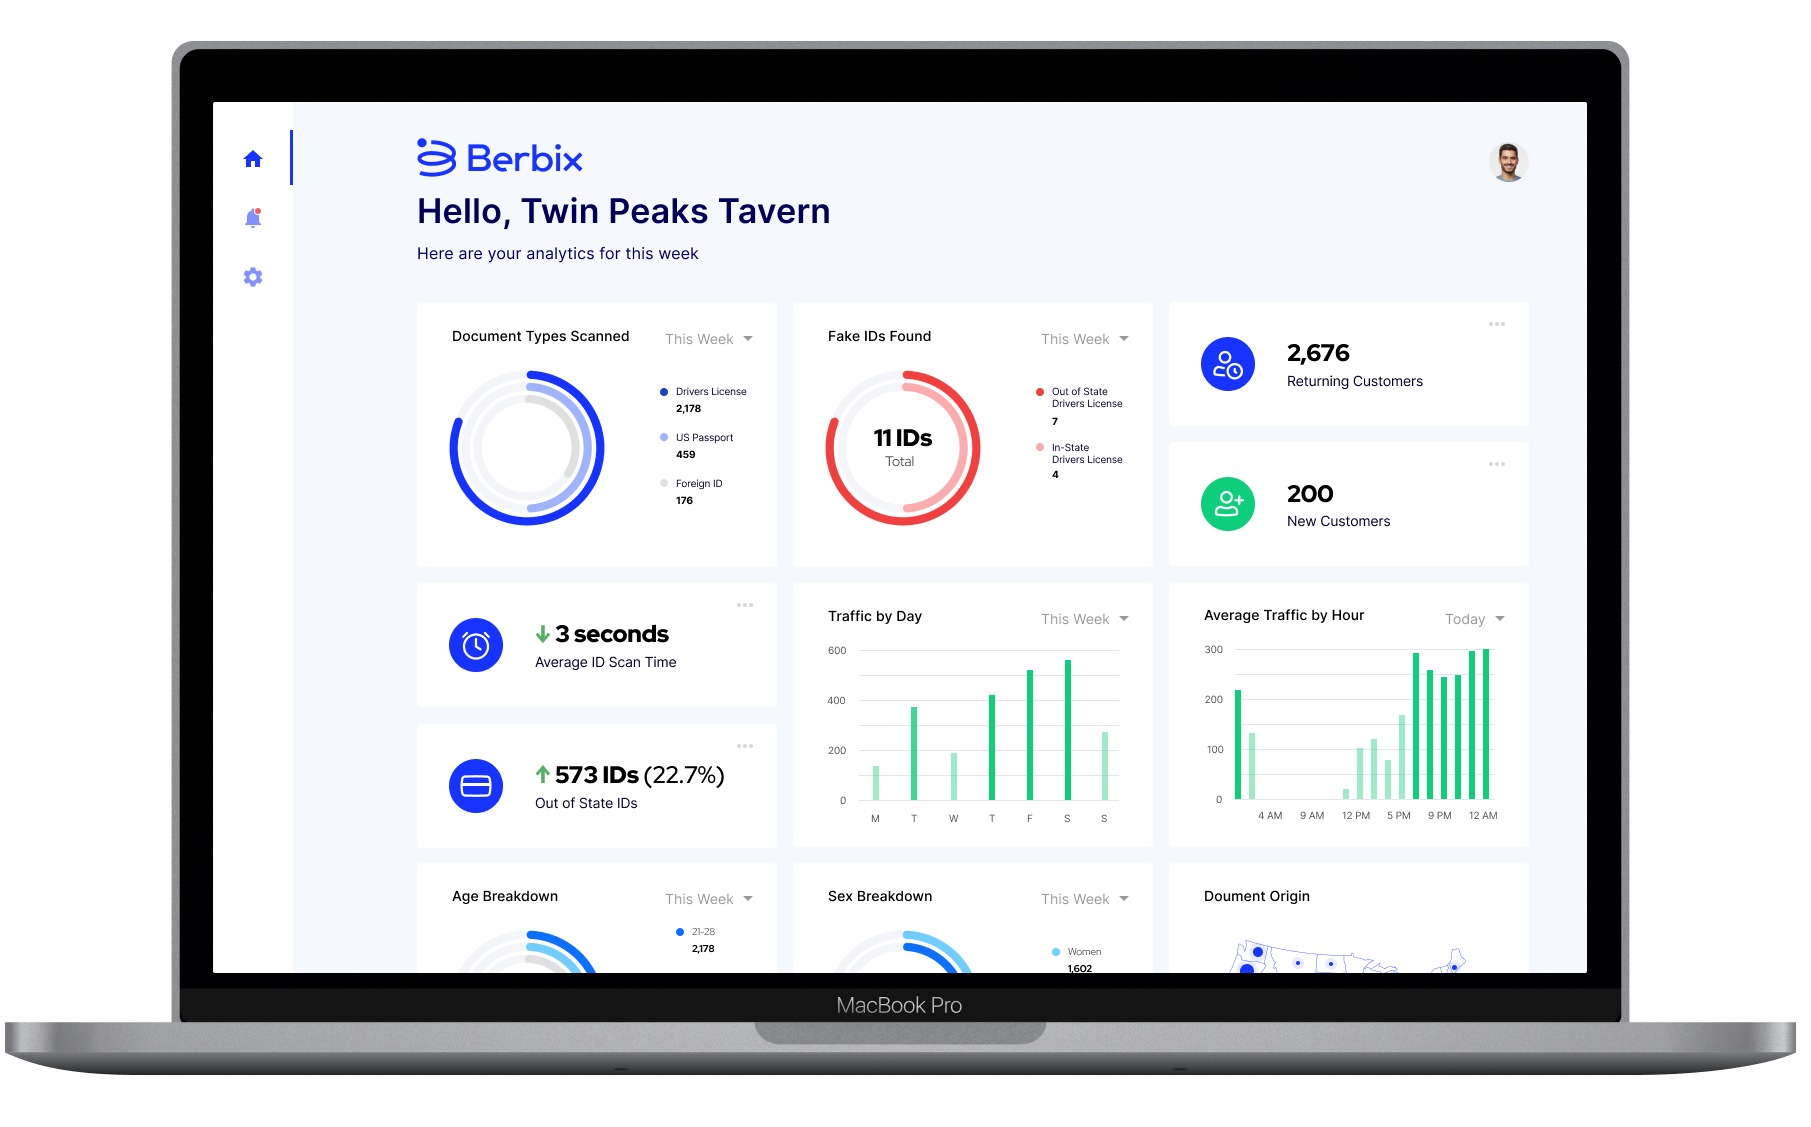 Berbix
Hello, Twin Peaks Tavern
Here are your analytics for this week
Document Types Scanned
This Week
Drivers License
2,178
US Passport
459
Foreign ID
176
Fake IDs Found
This Week
11 IDs
Total
Out of State
Drivers License
7
In-State
Drivers License
4
2,676
Returning Customers
200
New Customers
3 seconds
Average ID Scan Time
573 IDs (22.7%)
Out of State IDs
Traffic by Day
This Week
600
400
200
0
M T W T F S S
Average Traffic by Hour
Today
300
200
100
0
4 AM 9 AM 12 PM 5 PM 9 PM 12 AM
Age Breakdown
This Week
21-28
2,178
Sex Breakdown
This Week
Women
1,602
Doument Origin
MacBook Pro